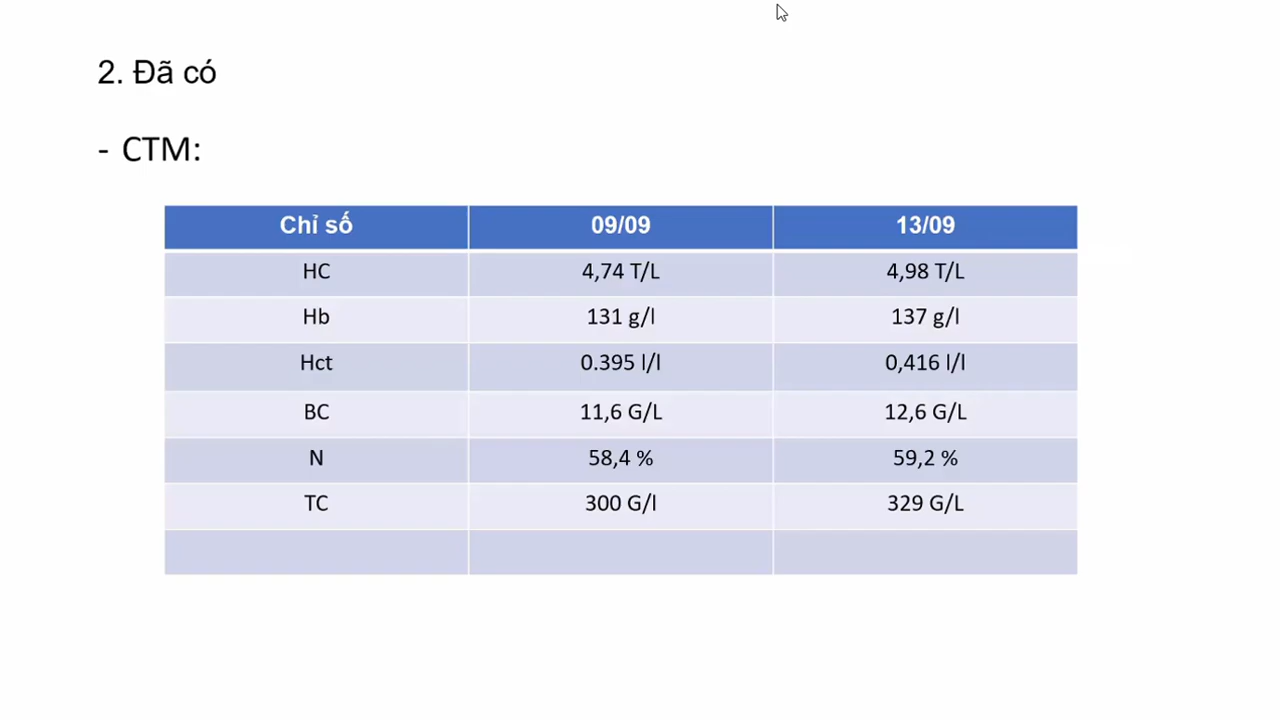 2. Đã có
- CTM:
Chỉ số 09/09 13/09
HC 4,74 T/L 4,98 T/L
Hb 131 g/l 137 g/l
Hct 0.395 l/l 0,416 l/l
BC 11,6 G/L 12,6 G/L
N 58,4 % 59,2 %
TC 300 G/l 329 G/L